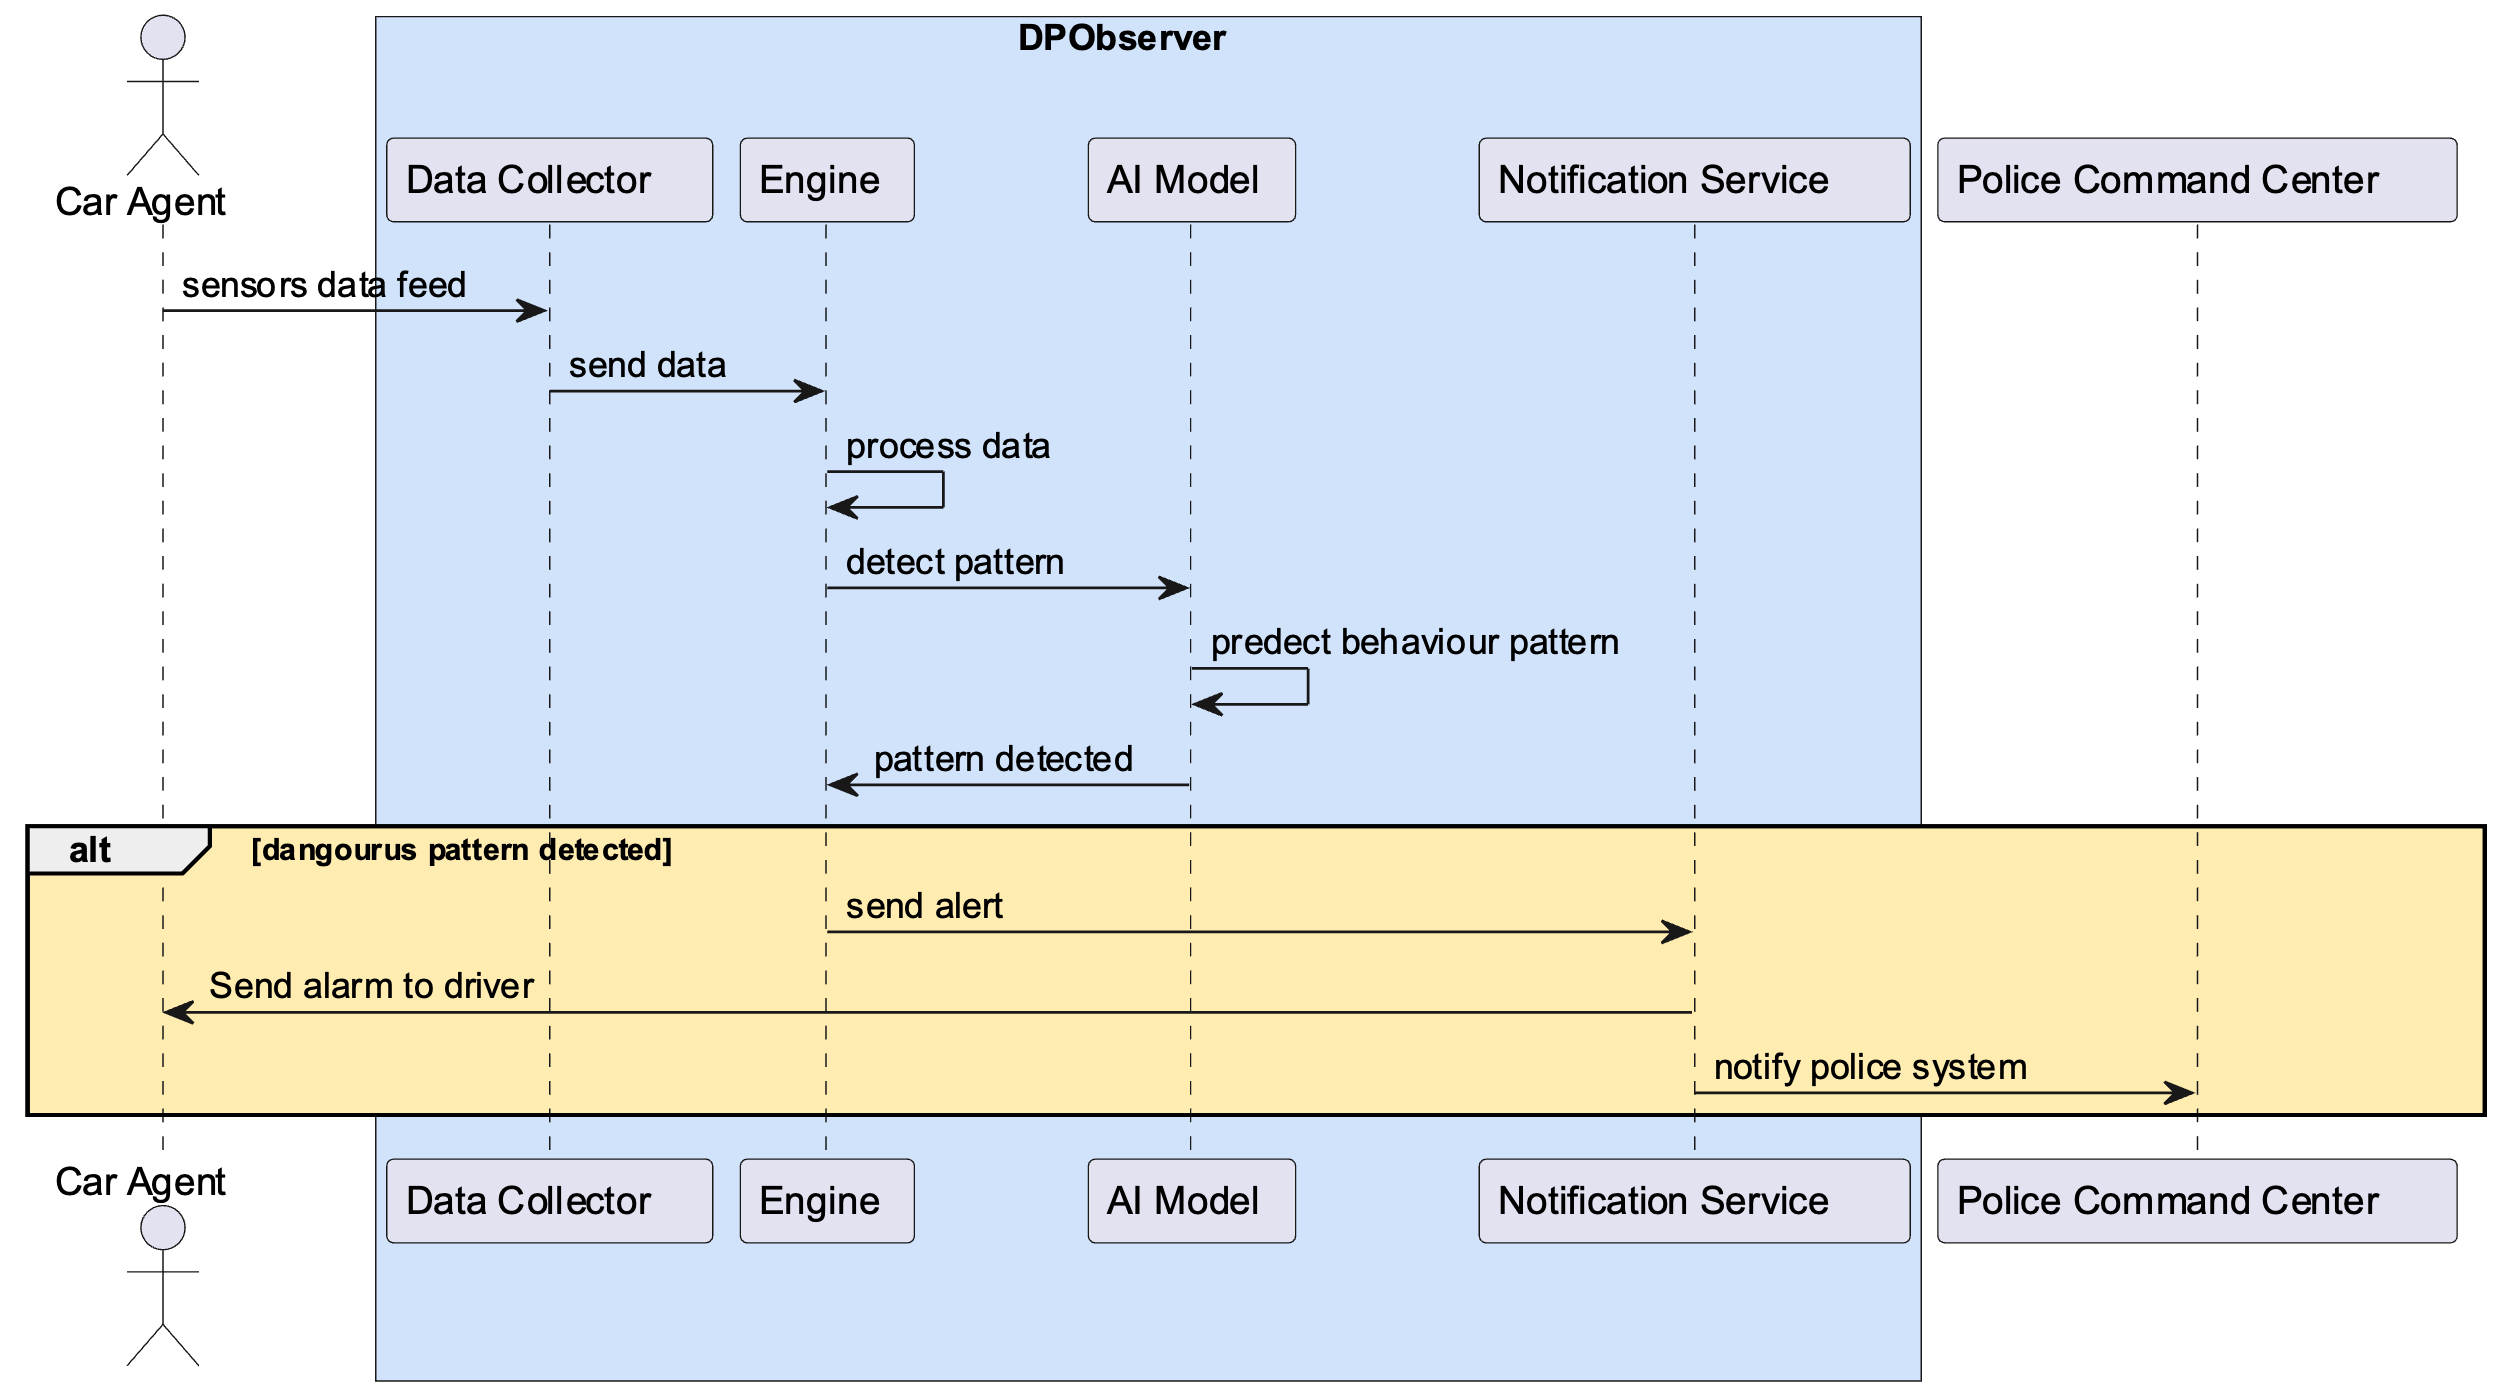 DPObserver
Car Agent
Data Collector
Engine
AI Model
Notification Service
Police Command Center
sensors data feed
send data
process data
detect pattern
predect behaviour pattern
pattern detected
alt
[dangourus pattern detected]
send alert
Send alarm to driver
notify police system
Car Agent
Data Collector
Engine
AI Model
Notification Service
Police Command Center